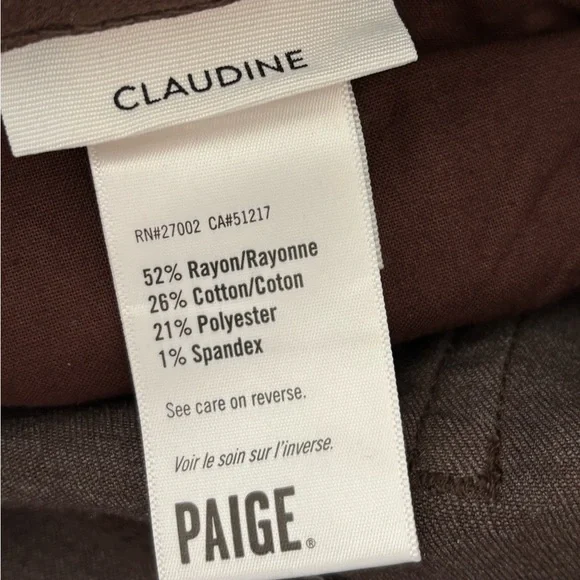 CLAUDINE
RN#27002 CA#51217
52% Rayon/Rayonne
26% Cotton/Coton
21% Polyester
1% Spandex
See care on reverse.
Voir le soin sur l'inverse.
PAIGE®